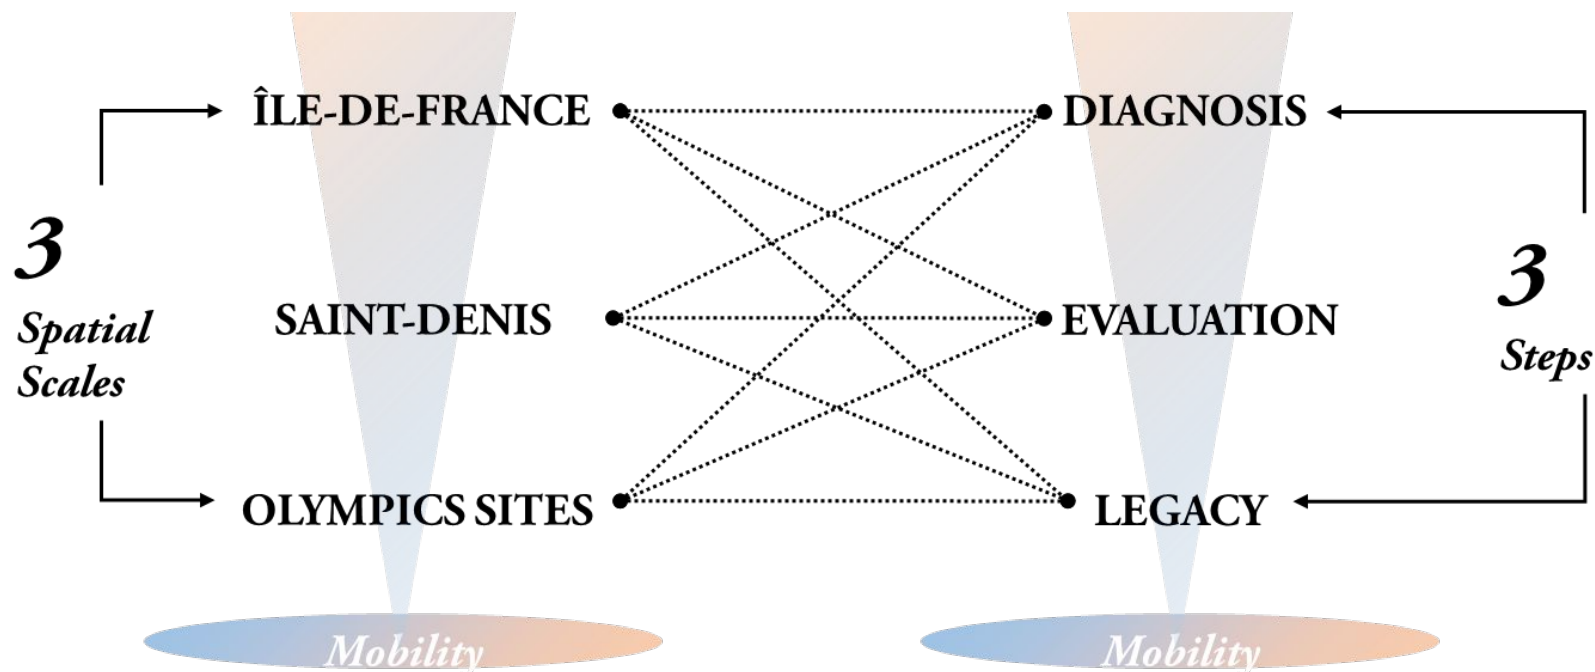 ÎLE-DE-FRANCE
DIAGNOSIS
3
Spatial
Scales
SAINT-DENIS
EVALUATION
3
Steps
OLYMPICS SITES
LEGACY
Mobility
Mobility